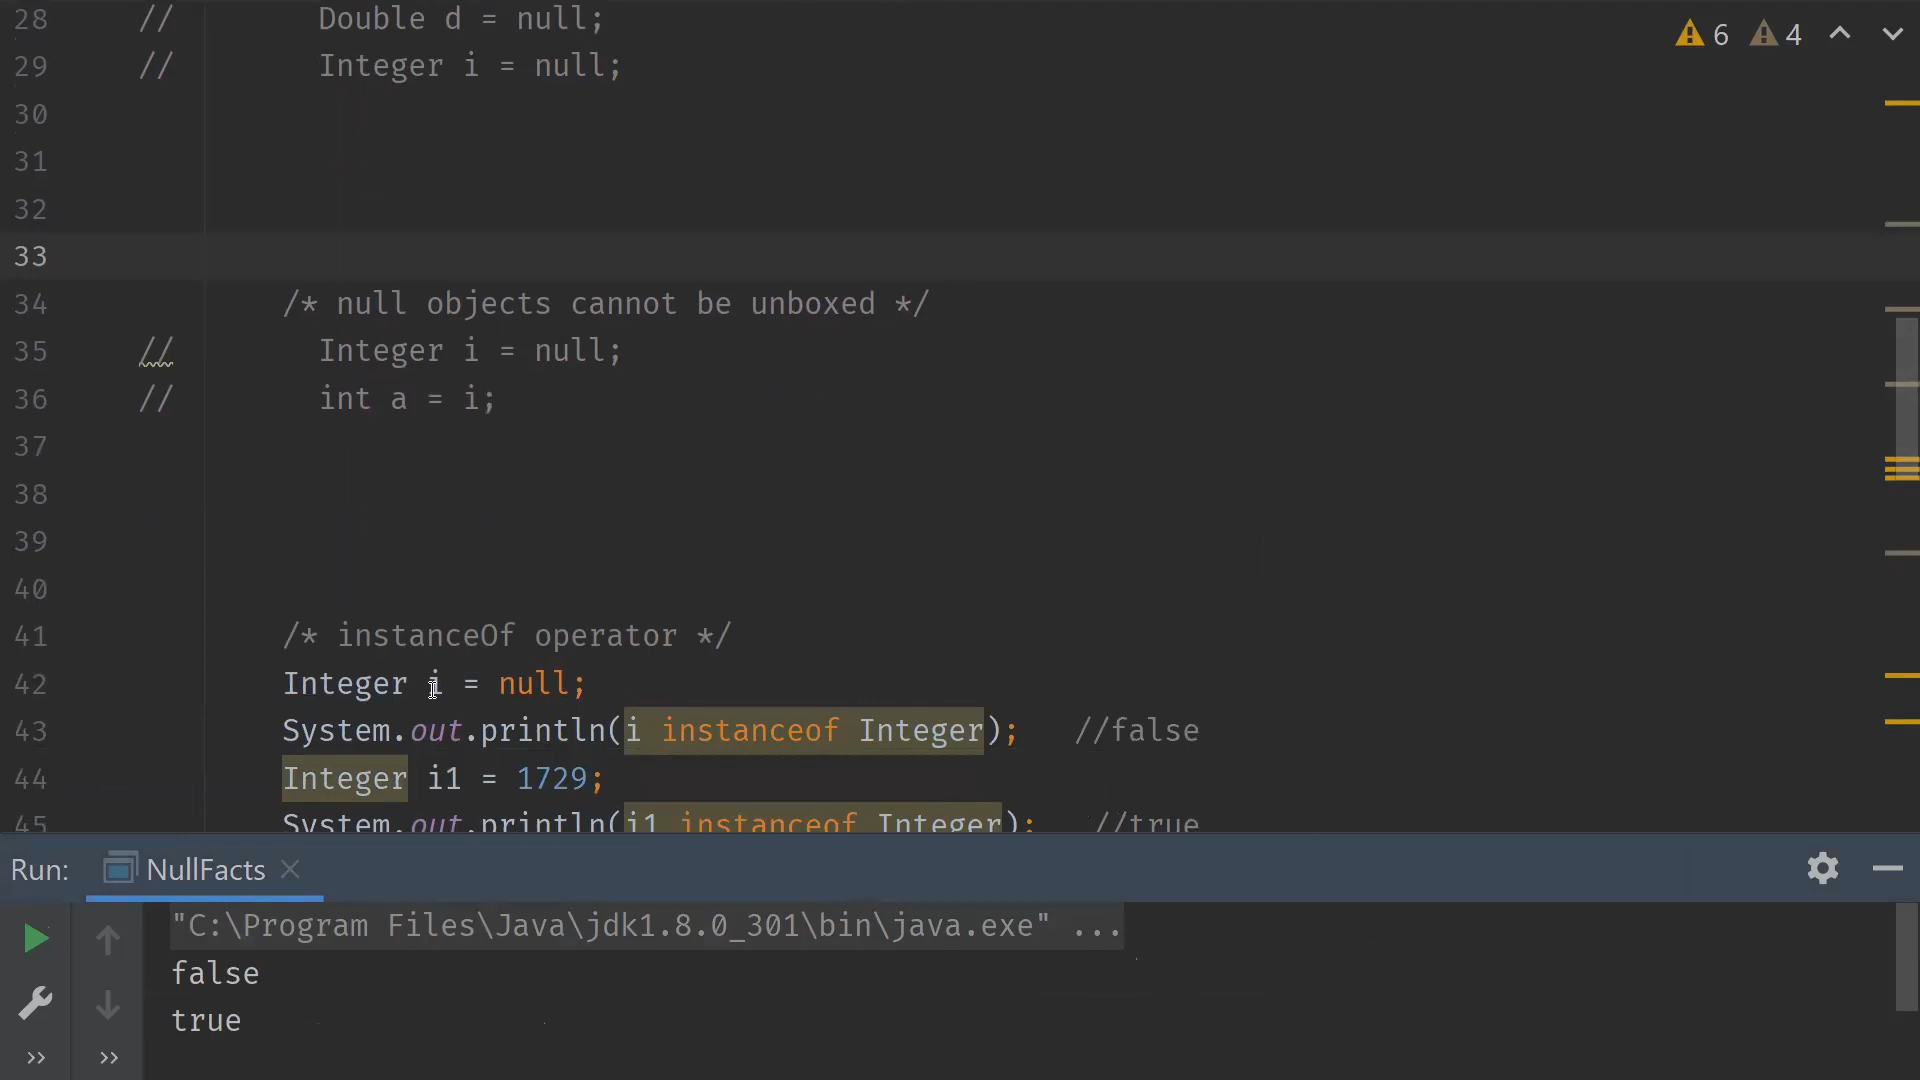 28 // Double d = null;
29 // Integer i = null;
30
31
32
33
34 /* null objects cannot be unboxed */
35 // Integer i = null;
36 // int a = i;
37
38
39
40
41 /* instanceOf operator */
42 Integer i = null;
43 System.out.println(i instanceof Integer); //false
44 Integer i1 = 1729;
45 System.out.println(i1 instanceof Integer); //true
6 4
Run: NullFacts
"C:\Program Files\Java\jdk1.8.0_301\bin\java.exe" ...
false
true